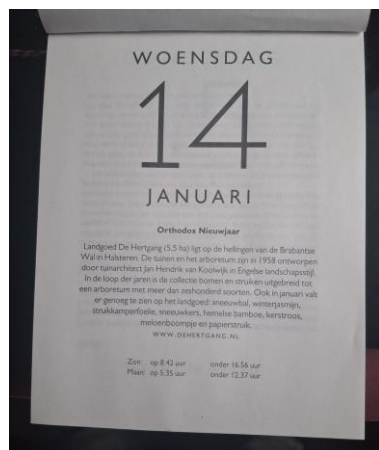 WOENSDAG
14
JANUARI
Orthodox Nieuwjaar
Landgoed De Hertgang (5,5 ha) ligt op de hellingen van de Brabantse
Wal in Halsteren. De tuinen en het arboretum zijn in 1958 ontworpen
door tuinarchitect Jan Hendrik van Koolwijk in Engelse landschapsstijl.
In de loop der jaren is de collectie bomen en struiken uitgebreid tot
een arboretum met meer dan zeshonderd soorten. Ook in januari valt
er genoeg te zien op het landgoed: sneeuwbal, winterjasmijn,
struikkamperfoelie, sneeuwkers, hemelse bamboe, kerstroos,
meloenboompje en papierstruik.
WWW.DEHERTGANG.NL
Zon: op 8:42 uur onder 16:56 uur
Maan: op 5:35 uur onder 12:37 uur